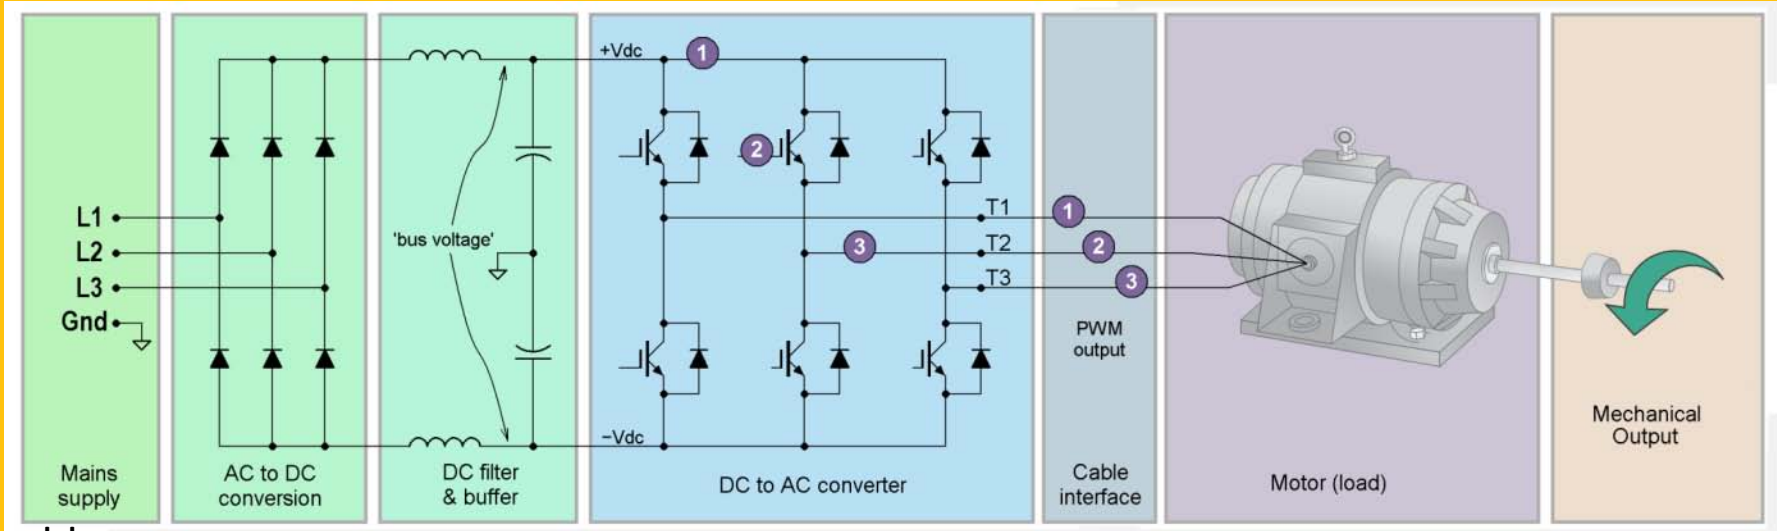 +Vdc
1
2
L1
L2
L3
Gnd
'bus voltage'
3
T1
T2
T3
1
2
3
PWM
output
−Vdc
Mains
supply
AC to DC
conversion
DC filter
& buffer
DC to AC converter
Cable
interface
Motor (load)
Mechanical
Output